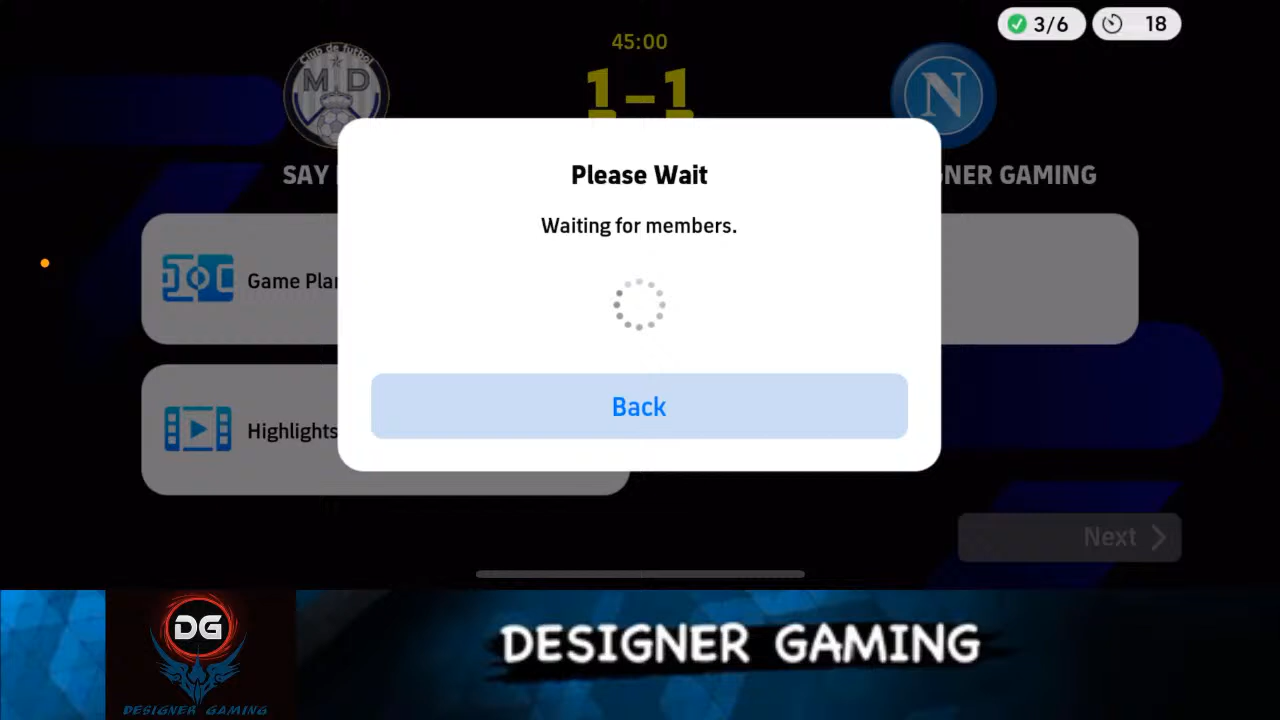 3/6
18
45:00
Club de futbol
M D
N
1-1
SAY
NER GAMING
Please Wait
Waiting for members.
Game Plan
Back
Highlights
Next
DG
DESIGNER GAMING
DESIGNER GAMING